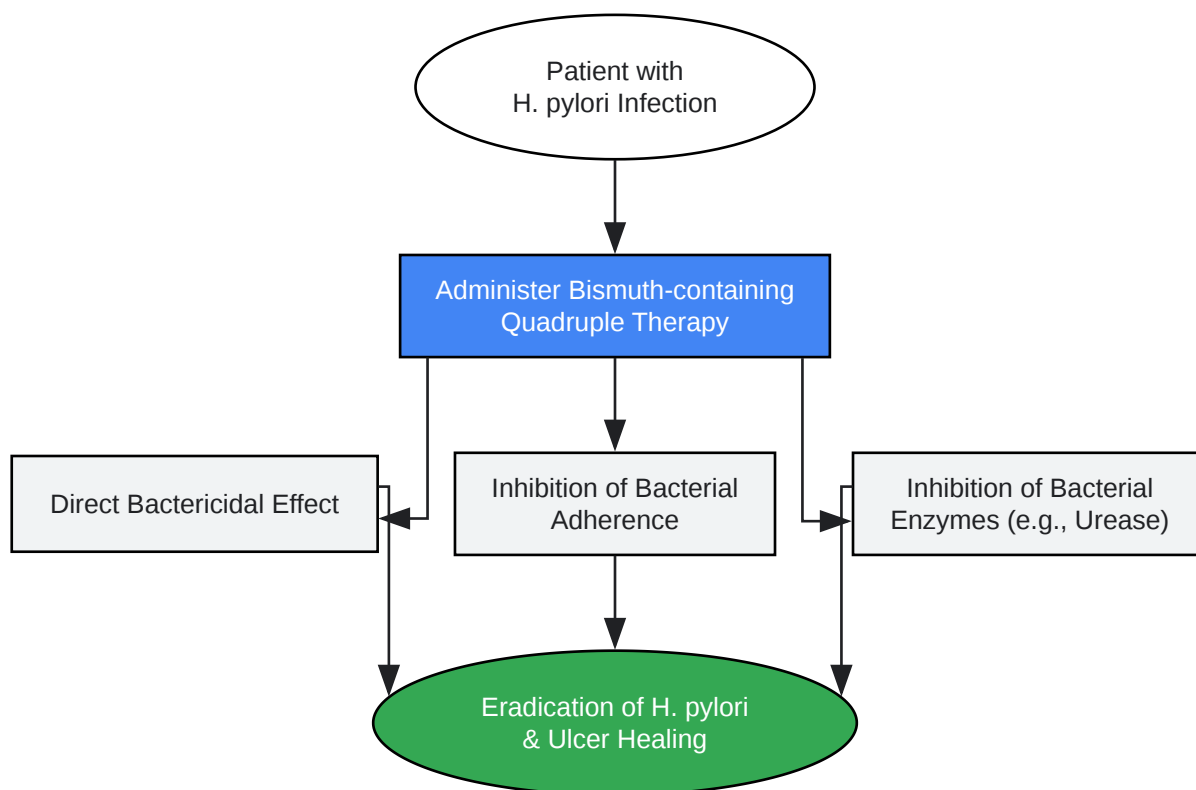 Patient with
H. pylori Infection
Administer Bismuth-containing
Quadruple Therapy
Direct Bactericidal Effect
Inhibition of Bacterial
Adherence
Inhibition of Bacterial
Enzymes (e.g., Urease)
Eradication of H. pylori
& Ulcer Healing